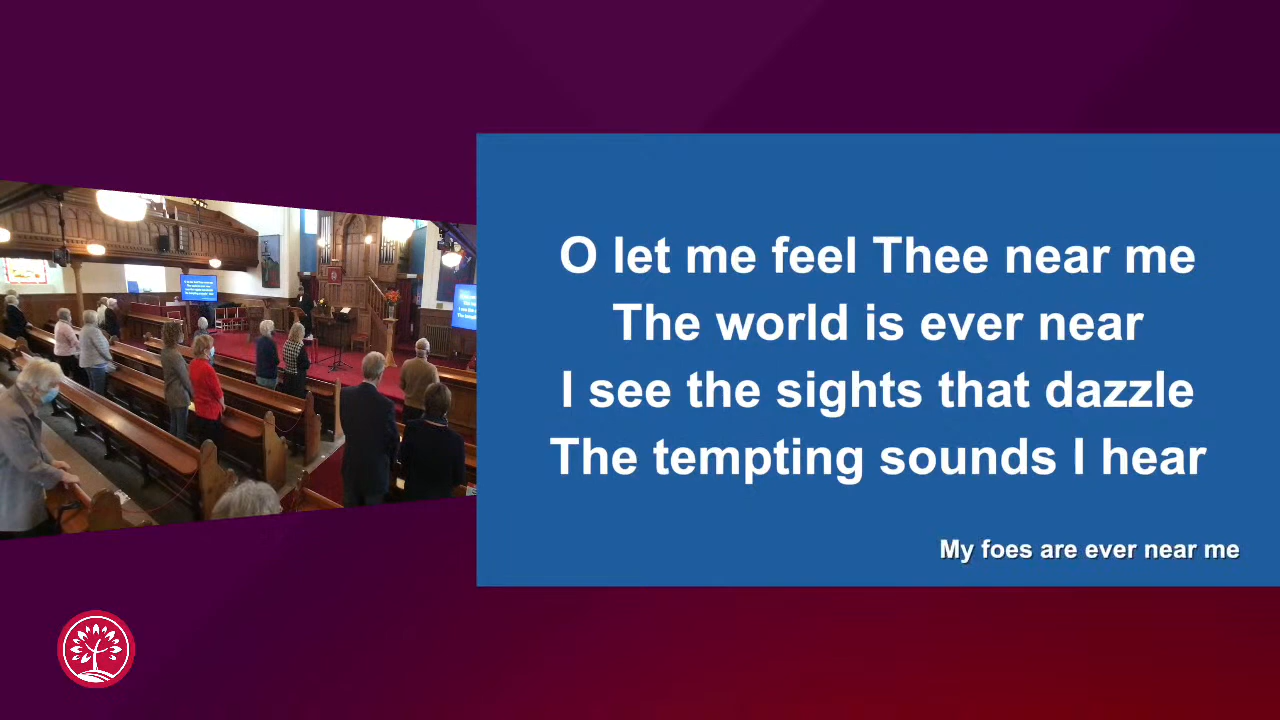 O let me feel Thee near me
The world is ever near
I see the sights that dazzle
The tempting sounds I hear
My foes are ever near me